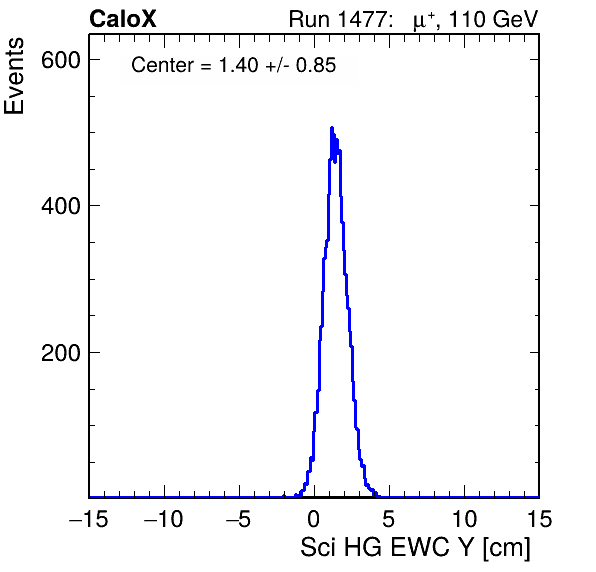 CaloX Run 1477: μ⁺, 110 GeV
Center = 1.40 +/- 0.85
Events
600
400
200
−15 −10 −5 0 5 10 15
Sci HG EWC Y [cm]